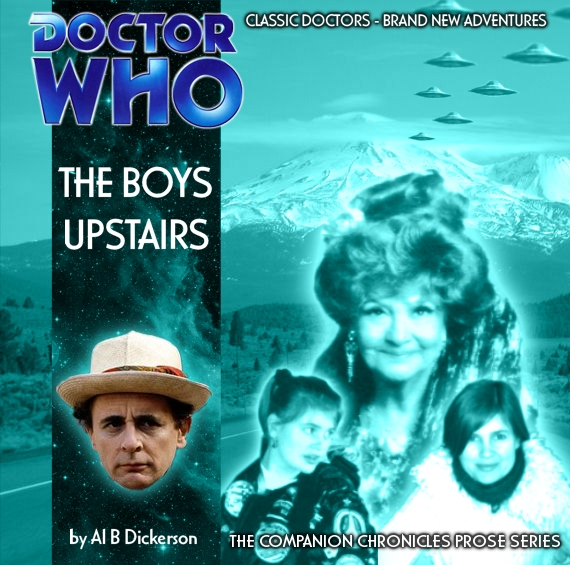 DOCTOR
WHO
CLASSIC DOCTORS - BRAND NEW ADVENTURES
THE BOYS
UPSTAIRS
by Al B Dickerson
THE COMPANION CHRONICLES PROSE SERIES